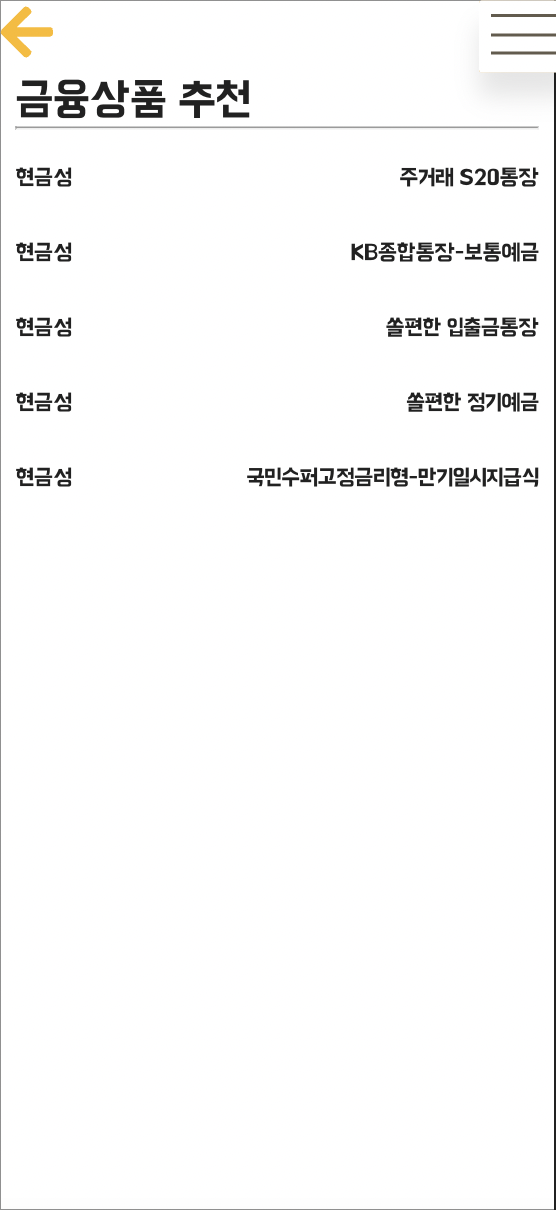 금융상품 추천
현금성 주거래 S20통장
현금성 KB종합통장-보통예금
현금성 쏠편한 입출금통장
현금성 쏠편한 정기예금
현금성 국민수퍼고정금리형-만기일시지급식